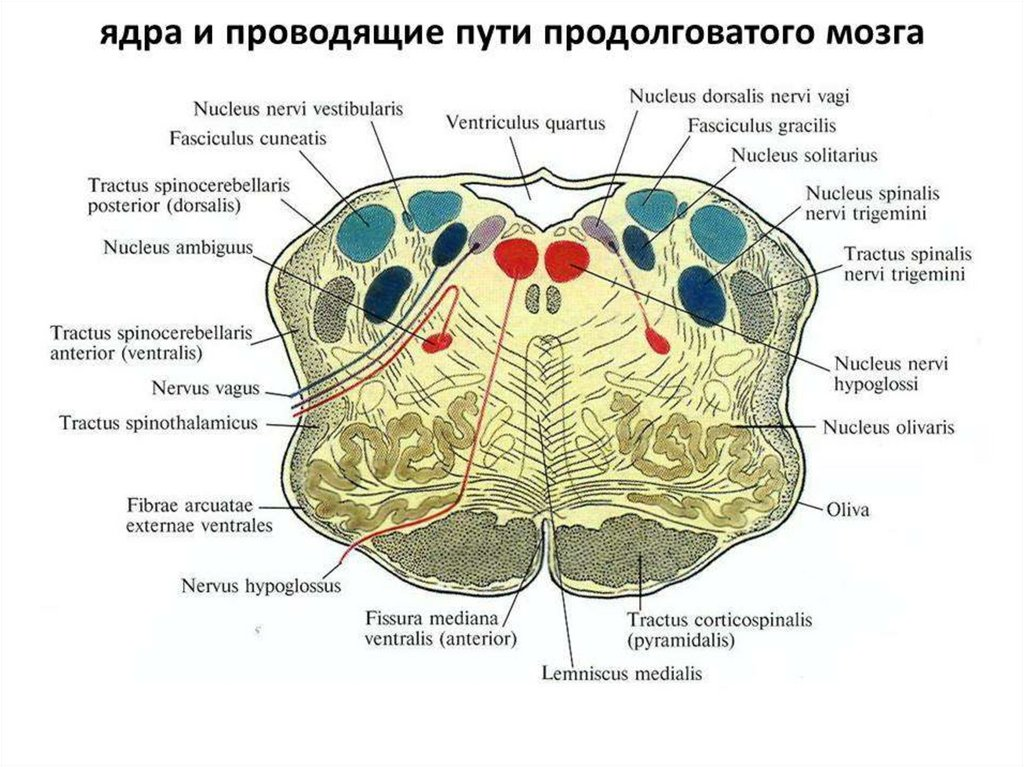 ядра и проводящие пути продолговатого мозга
Nucleus nervi vestibularis
Fasciculus cuneatis
Tractus spinocerebellaris
posterior (dorsalis)
Nucleus ambiguus
Tractus spinocerebellaris
anterior (ventralis)
Nervus vagus
Tractus spinothalamicus
Fibrae arcuatae
externae ventrales
Nervus hypoglossus
Ventriculus quartus
Nucleus dorsalis nervi vagi
Fasciculus gracilis
Nucleus solitarius
Nucleus spinalis
nervi trigemini
Tractus spinalis
nervi trigemini
Nucleus nervi
hypoglossi
Nucleus olivaris
Oliva
Fissura mediana
ventralis (anterior)
Tractus corticospinalis
(pyramidalis)
Lemniscus medialis